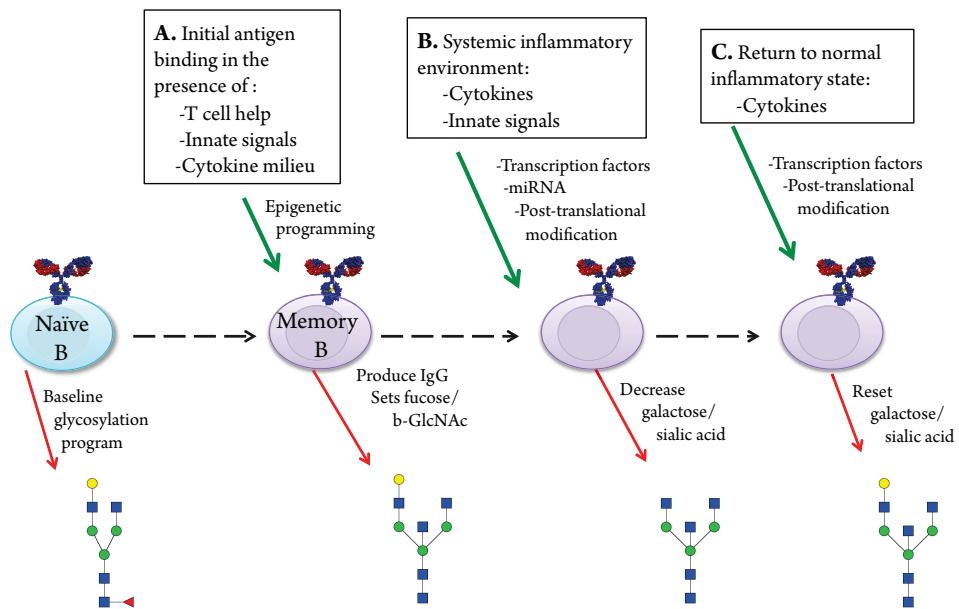 A. Initial antigen
binding in the
presence of :
-T cell help
-Innate signals
-Cytokine milieu
B. Systemic inflammatory
environment:
-Cytokines
-Innate signals
C. Return to normal
inflammatory state:
-Cytokines
Epigenetic
programming
-Transcription factors
-miRNA
-Post-translational
modification
-Transcription factors
-Post-translational
modification
Naïve
B
Memory
B
Baseline
glycosylation
program
Produce IgG
Sets fucose/
b-GlcNAc
Decrease
galactose/
sialic acid
Reset
galactose/
sialic acid